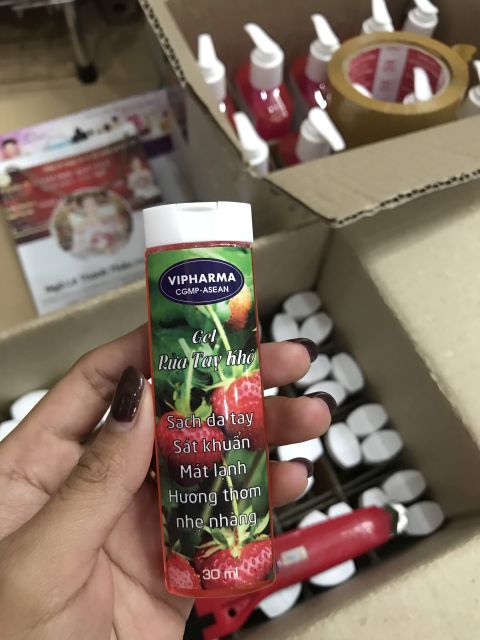 VIPHARMA
CGMP-ASEAN
Gel
Rửa Tay Khô
Sạch da tay
Sát khuẩn
Mát lạnh
Hương thơm
nhẹ nhàng
30 ml